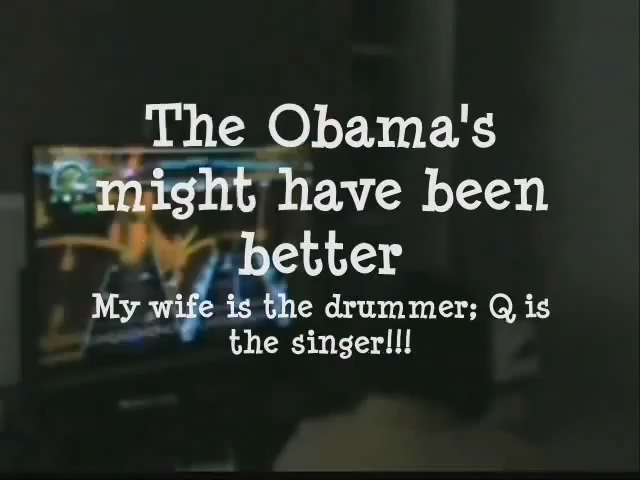 The Obama's
might have been
better
My wife is the drummer; Q is
the singer!!!